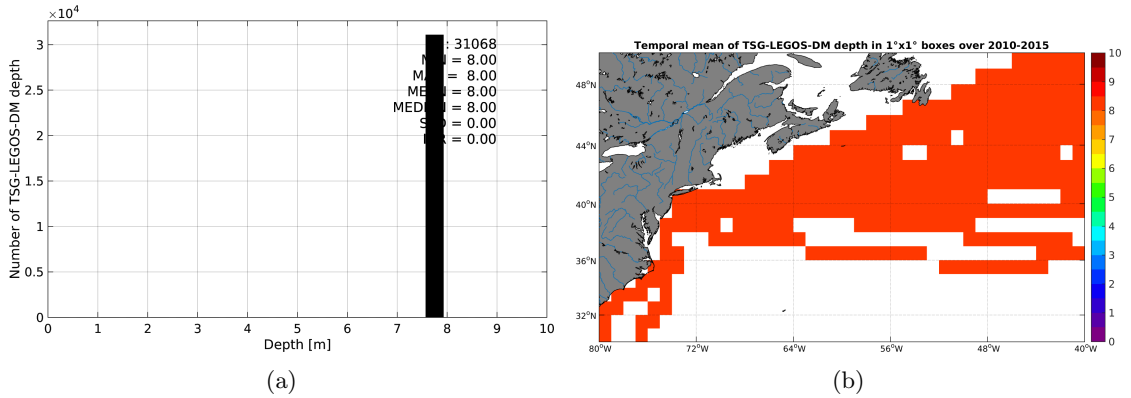 ×10⁴
3
2.5
2
1.5
1
0.5
0
Number of TSG-LEGOS-DM depth
: 31068
= 8.00
= 8.00
= 8.00
= 8.00
= 0.00
= 0.00
0 1 2 3 4 5 6 7 8 9 10
Depth [m]
(a)
Temporal mean of TSG-LEGOS-DM depth in 1°x1° boxes over 2010-2015
48°N
44°N
40°N
36°N
32°N
80°W 72°W 64°W 56°W 48°W 40°W
10
9
8
7
6
5
4
3
2
1
0
(b)